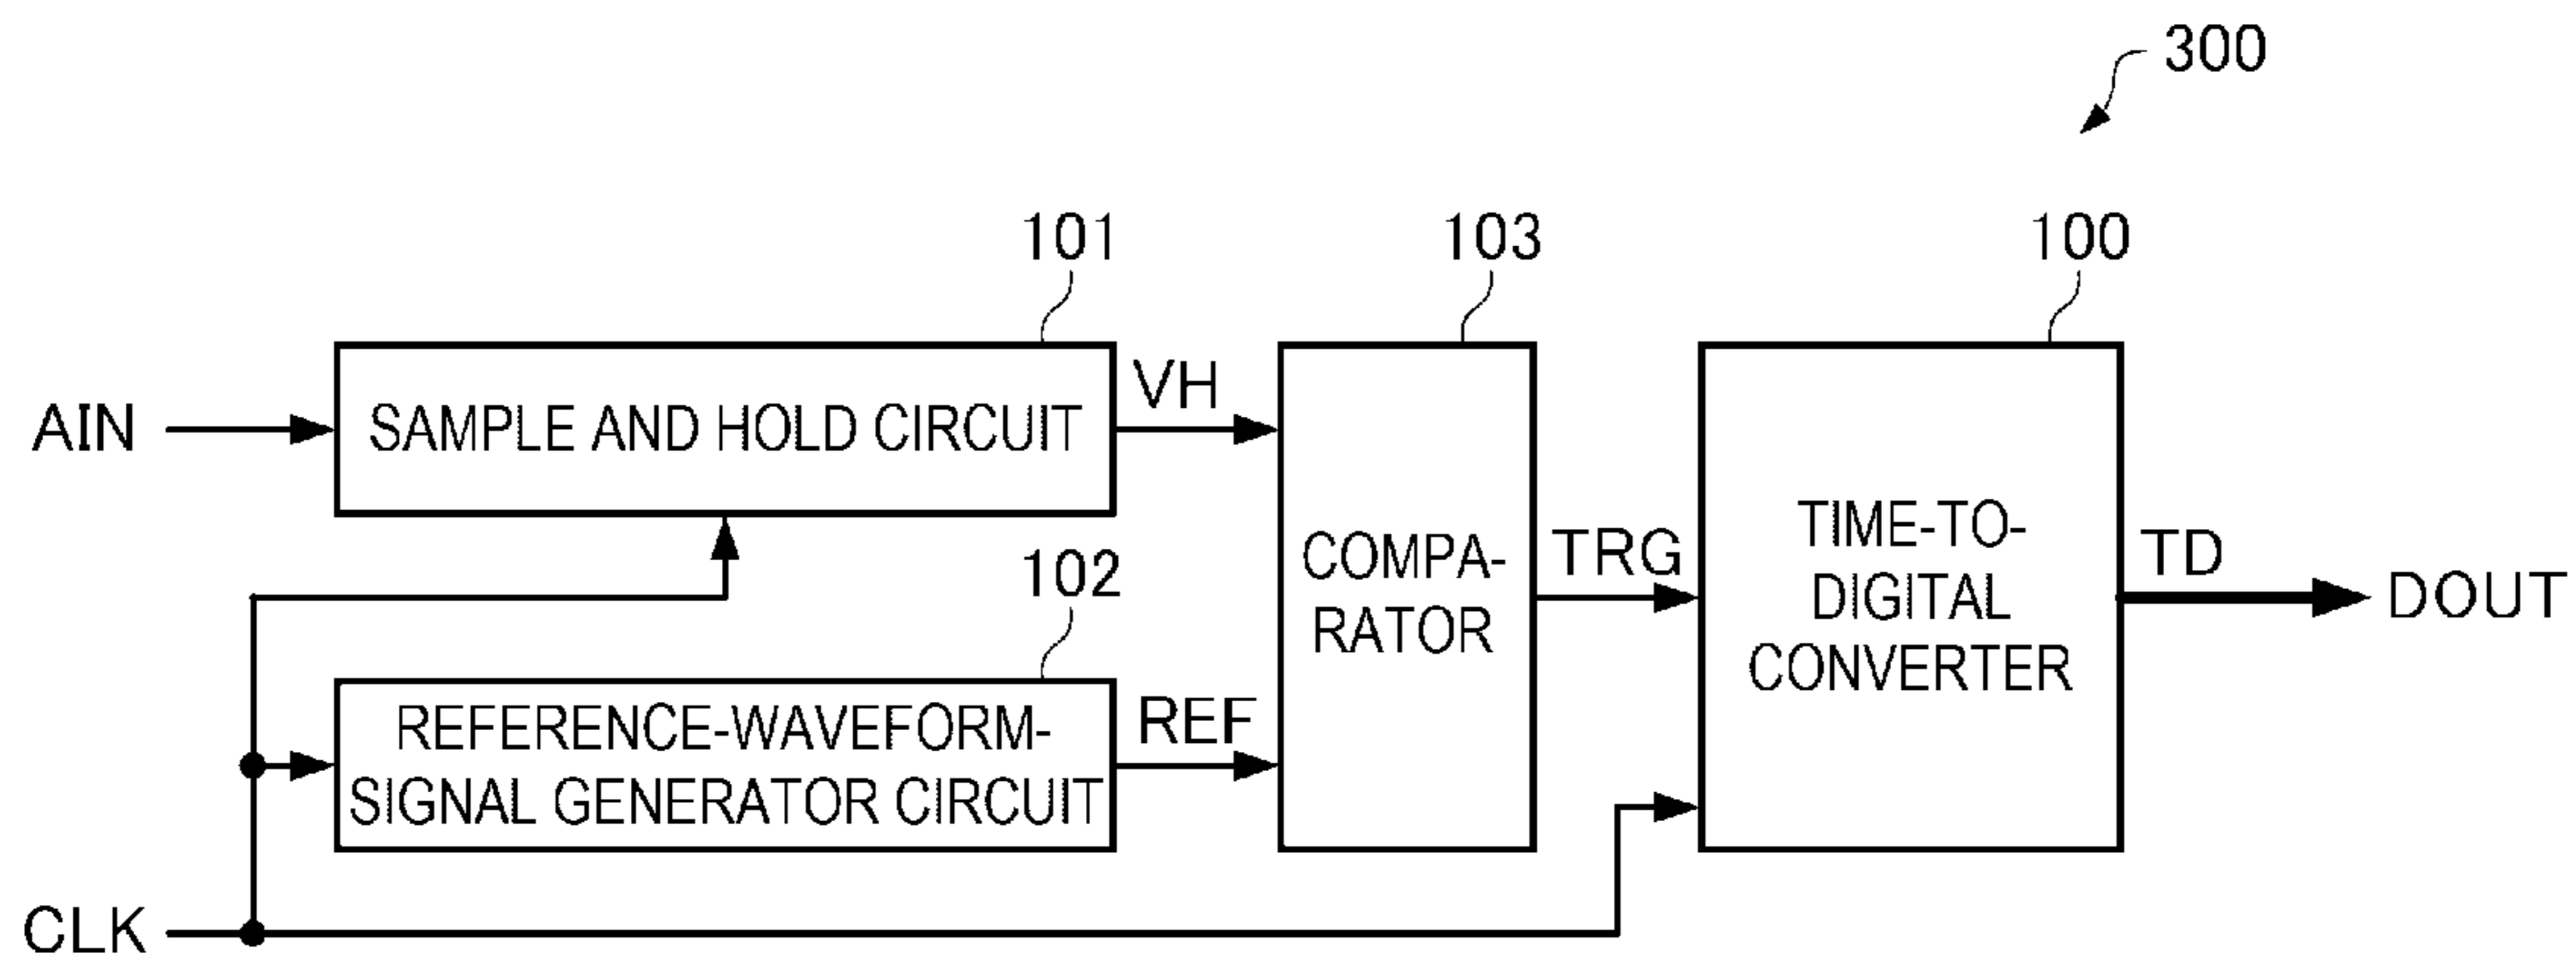 300
101
103
100
AIN
SAMPLE AND HOLD CIRCUIT
VH
COMPA-
RATOR
TRG
TIME-TO-
DIGITAL
CONVERTER
TD
DOUT
102
REFERENCE-WAVEFORM-
SIGNAL GENERATOR CIRCUIT
REF
CLK